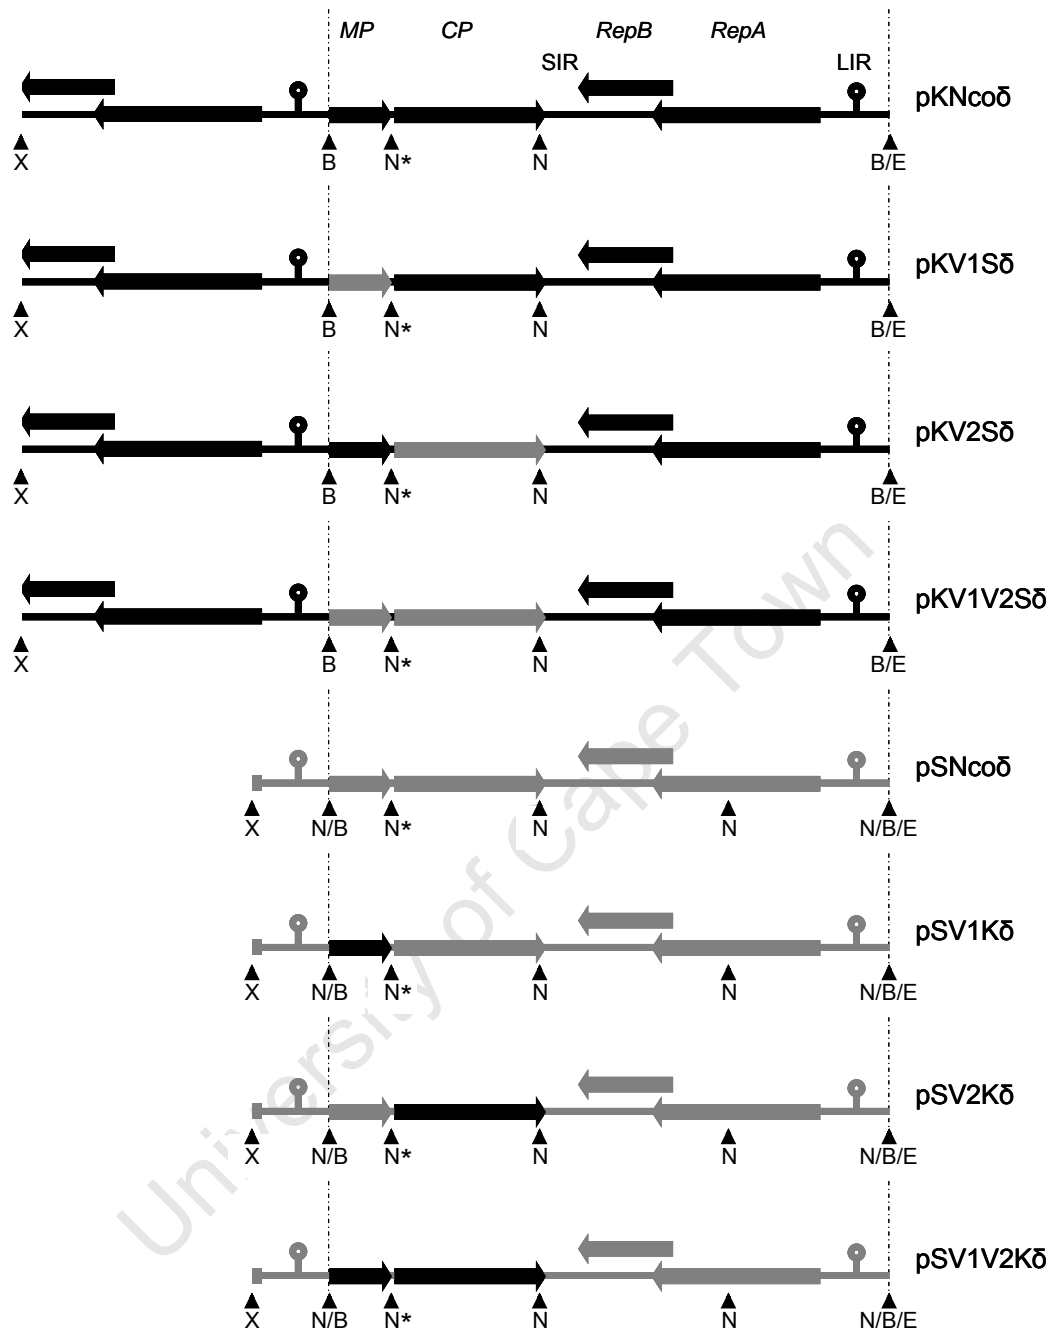 MP CP RepB RepA
SIR LIR
pKNcoδ
X B N* N B/E
pKV1Sδ
X B N* N B/E
pKV2Sδ
X B N* N B/E
pKV1V2Sδ
X B N* N B/E
pSNcoδ
X N/B N* N N N/B/E
pSV1Kδ
X N/B N* N N N/B/E
pSV2Kδ
X N/B N* N N N/B/E
pSV1V2Kδ
X N/B N* N N N/B/E
University of Cape Town